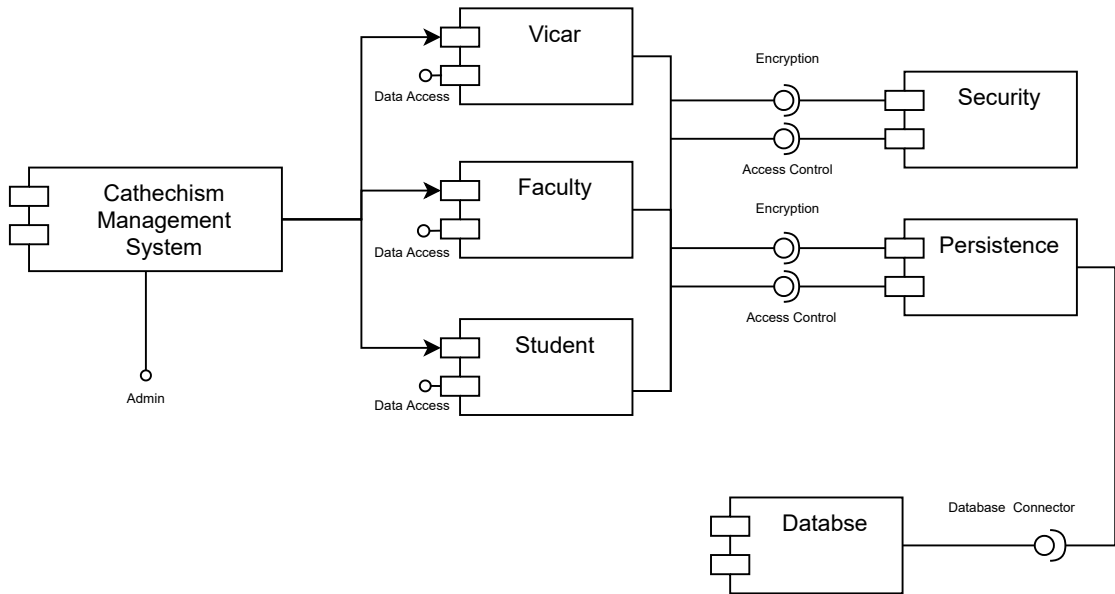 Vicar
Data Access
Encryption
Security
Access Control
Cathechism
Management
System
Faculty
Data Access
Encryption
Persistence
Access Control
Student
Data Access
Admin
Databse
Database Connector